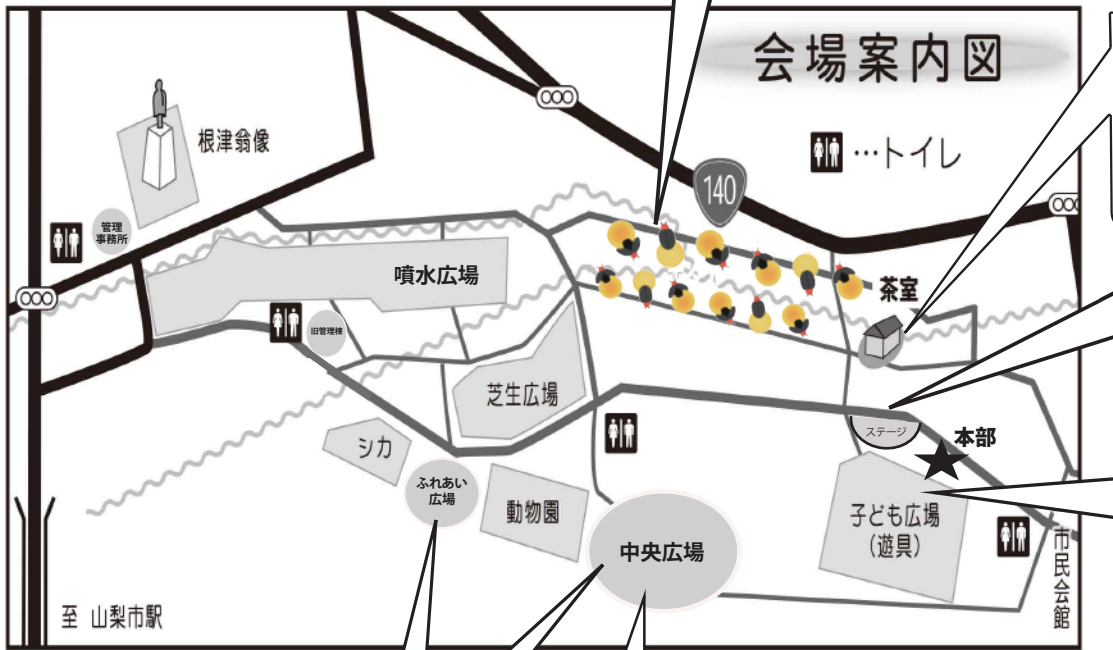 会場案内図
…トイレ
根津翁像
140
管理
事務所
噴水広場
茶室
旧管理棟
芝生広場
ステージ
本部
シカ
ふれあい
広場
動物園
子ども広場
(遊具)
中央広場
市民会館
至 山梨市駅